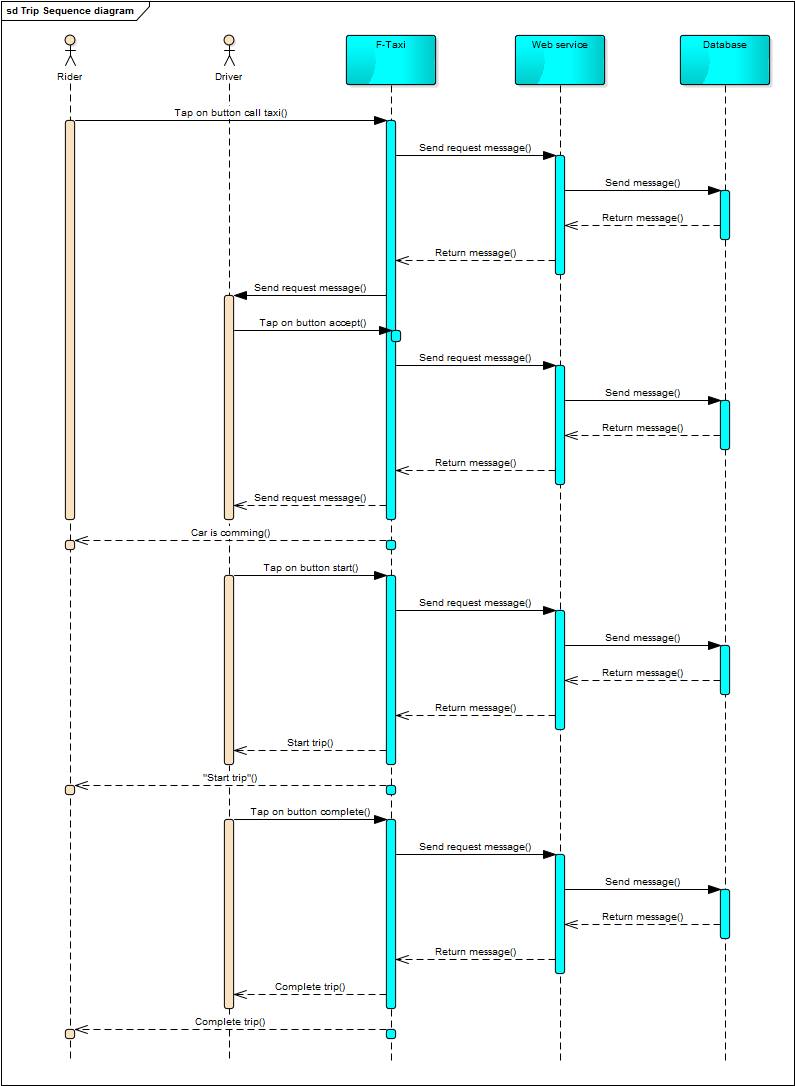 sd Trip Sequence diagram
Rider
Driver
F-Taxi
Web service
Database
Tap on button call taxi()
Send request message()
Send message()
Return message()
Return message()
Send request message()
Tap on button accept()
Send request message()
Send message()
Return message()
Return message()
Send request message()
Car is comming()
Tap on button start()
Send request message()
Send message()
Return message()
Return message()
Start trip()
"Start trip"()
Tap on button complete()
Send request message()
Send message()
Return message()
Return message()
Complete trip()
Complete trip()